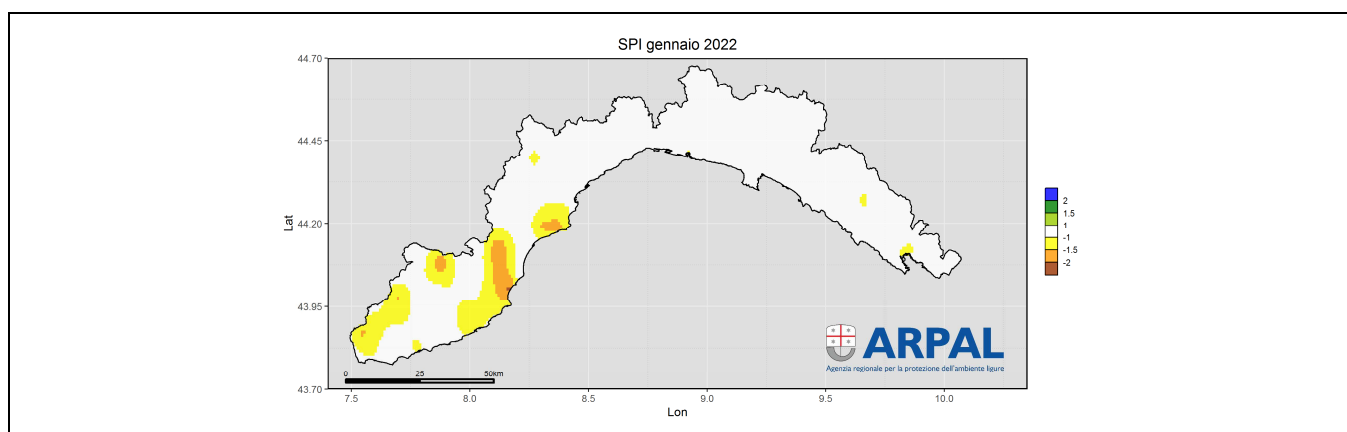 SPI gennaio 2022
44.70
44.45
44.20
43.95
43.70
Lat
2
1.5
1
-1
-1.5
-2
ARPAL
Agenzia regionale per la protezione dell'ambiente ligure
0 25 50km
7.5 8.0 8.5 9.0 9.5 10.0
Lon